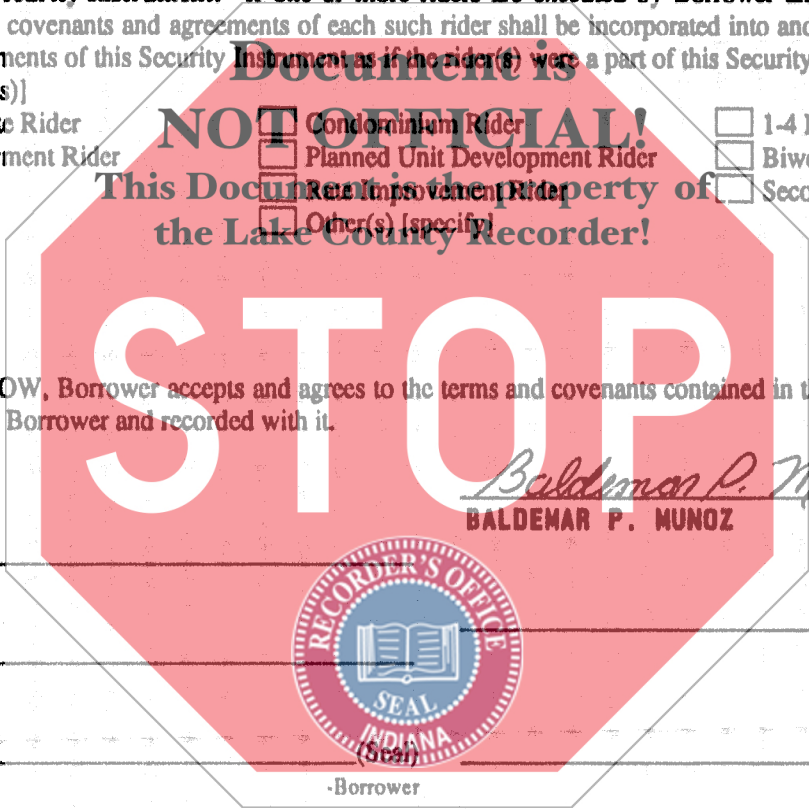 covenants and agreements of each such rider shall be incorporated into and
ments of this Security Instrument as if the rider(s) were a part of this Security
s)]
Document is
NOT OFFICIAL!
This Document is the property of
the Lake County Recorder!
e Rider
Condominium Rider
1-4
ment Rider
Planned Unit Development Rider
Biw
Rate Improvement Rider
Seco
Other(s) [specify]
STOP
OW, Borrower accepts and agrees to the terms and covenants contained in t
Borrower and recorded with it.
Baldemar P. M
BALDEMAR P. MUNOZ
RECORDER'S OFFICE
SEAL
INDIANA
(Seal)
-Borrower